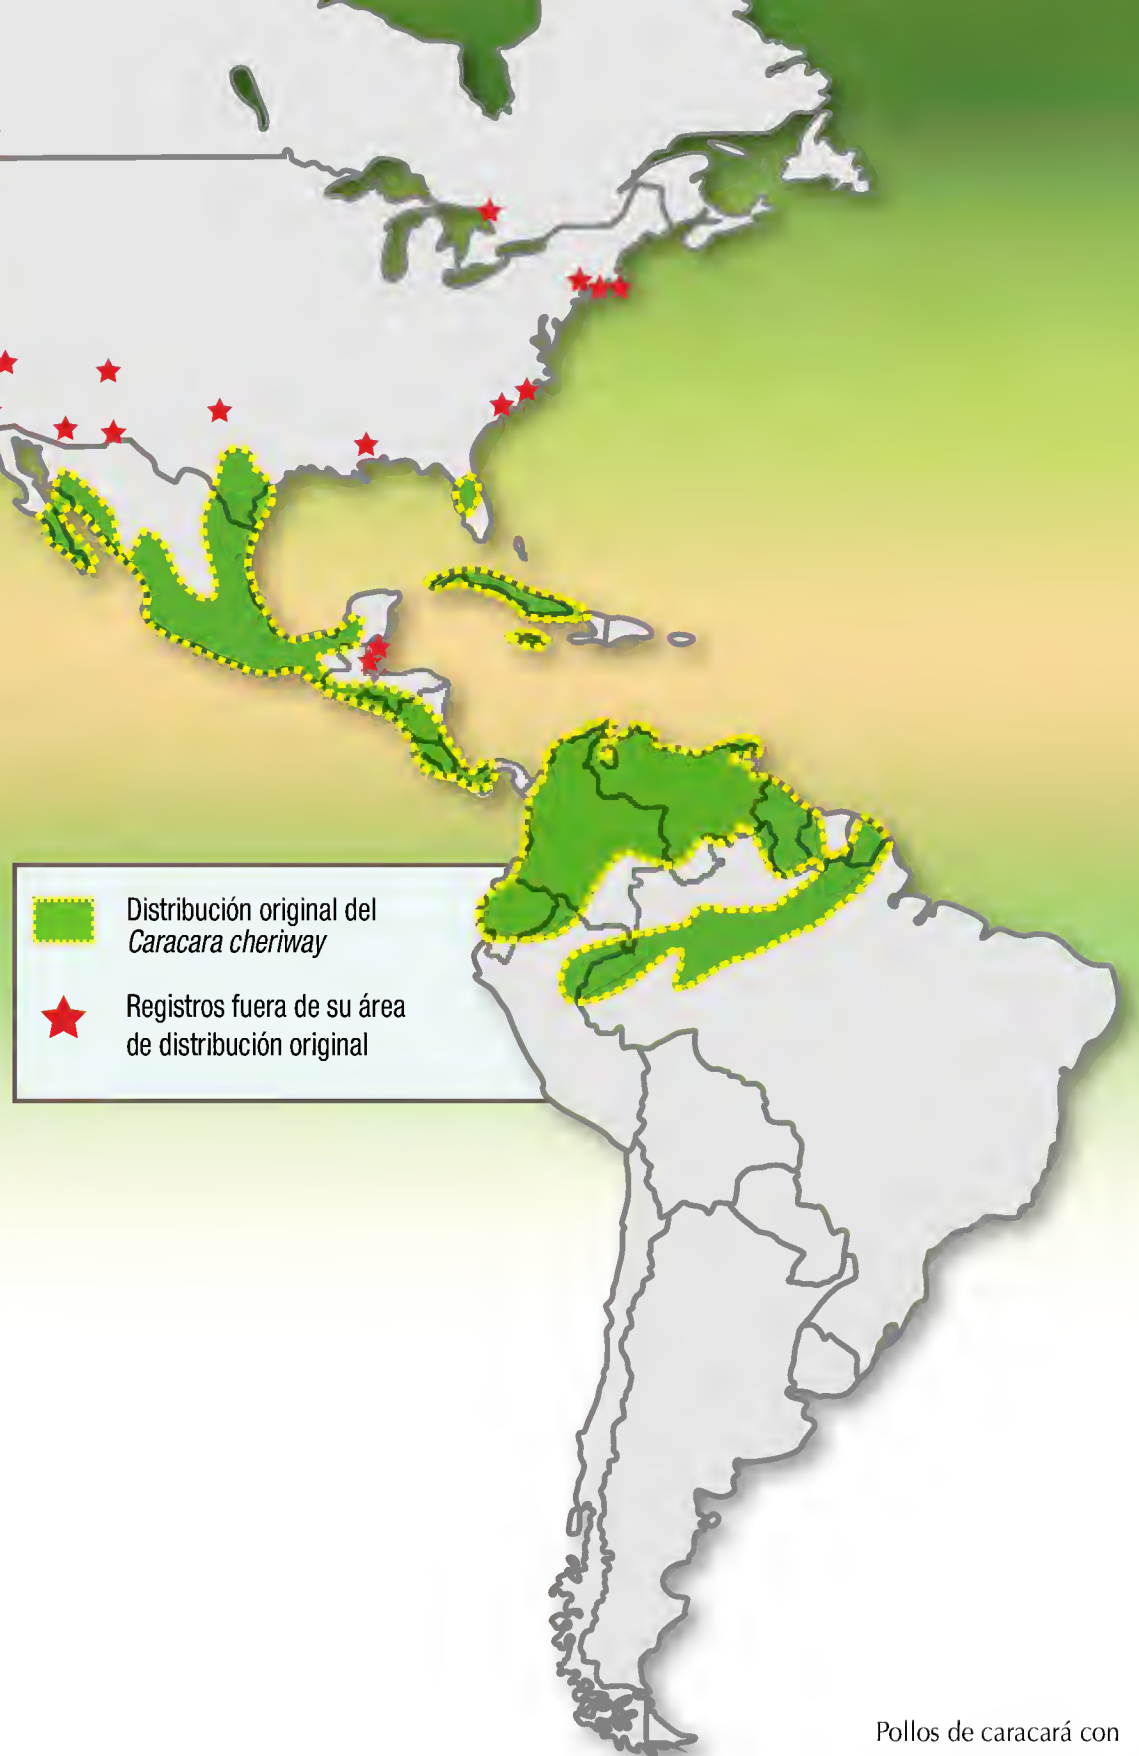 Distribución original del
Caracara cheriway
Registros fuera de su área
de distribución original
Pollos de caracará con